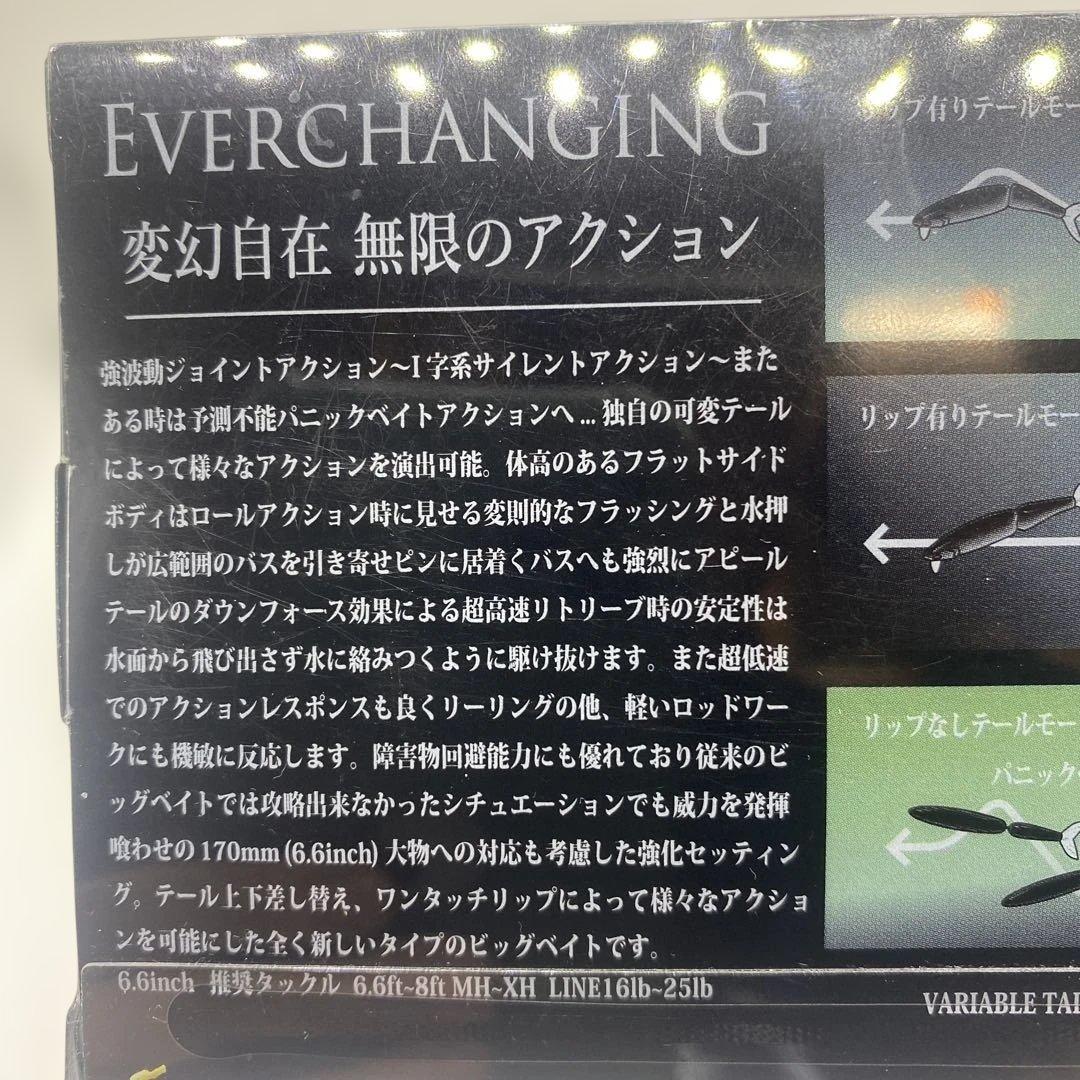 EVERCHANGING
変幻自在 無限のアクション
強波動ジョイントアクション〜I字系サイレントアクション〜また
ある時は予測不能パニックベイトアクションへ...独自の可変テール
によって様々なアクションを演出可能。体高のあるフラットサイド
ボディはロールアクション時に見せる変則的なフラッシングと水押
しが広範囲のバスを引き寄せピンに居着くバスへも強烈にアピール
テールのダウンフォース効果による超高速リトリーブ時の安定性は
水面から飛び出さず水に絡みつくように駆け抜けます。また超低速
でのアクションレスポンスも良くリーリングの他、軽いロッドワー
クにも機敏に反応します。障害物回避能力にも優れており従来のビ
ッグベイトでは攻略出来なかったシチュエーションでも威力を発揮
喰わせの170mm(6.6inch)大物への対応も考慮した強化セッティン
グ。テール上下差し替え、ワンタッチリップによって様々なアクショ
ンを可能にした全く新しいタイプのビッグベイトです。
6.6inch 推奨タックル 6.6ft~8ft MH~XH LINE16lb~25lb
リップ有りテールモー
リップ有りテールモー
リップなしテールモー
パニック
VARIABLE TAI